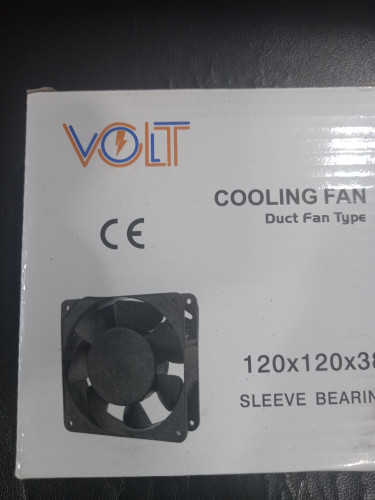 VOLT
COOLING FAN
Duct Fan Type
CE
120x120x38
SLEEVE BEARIN